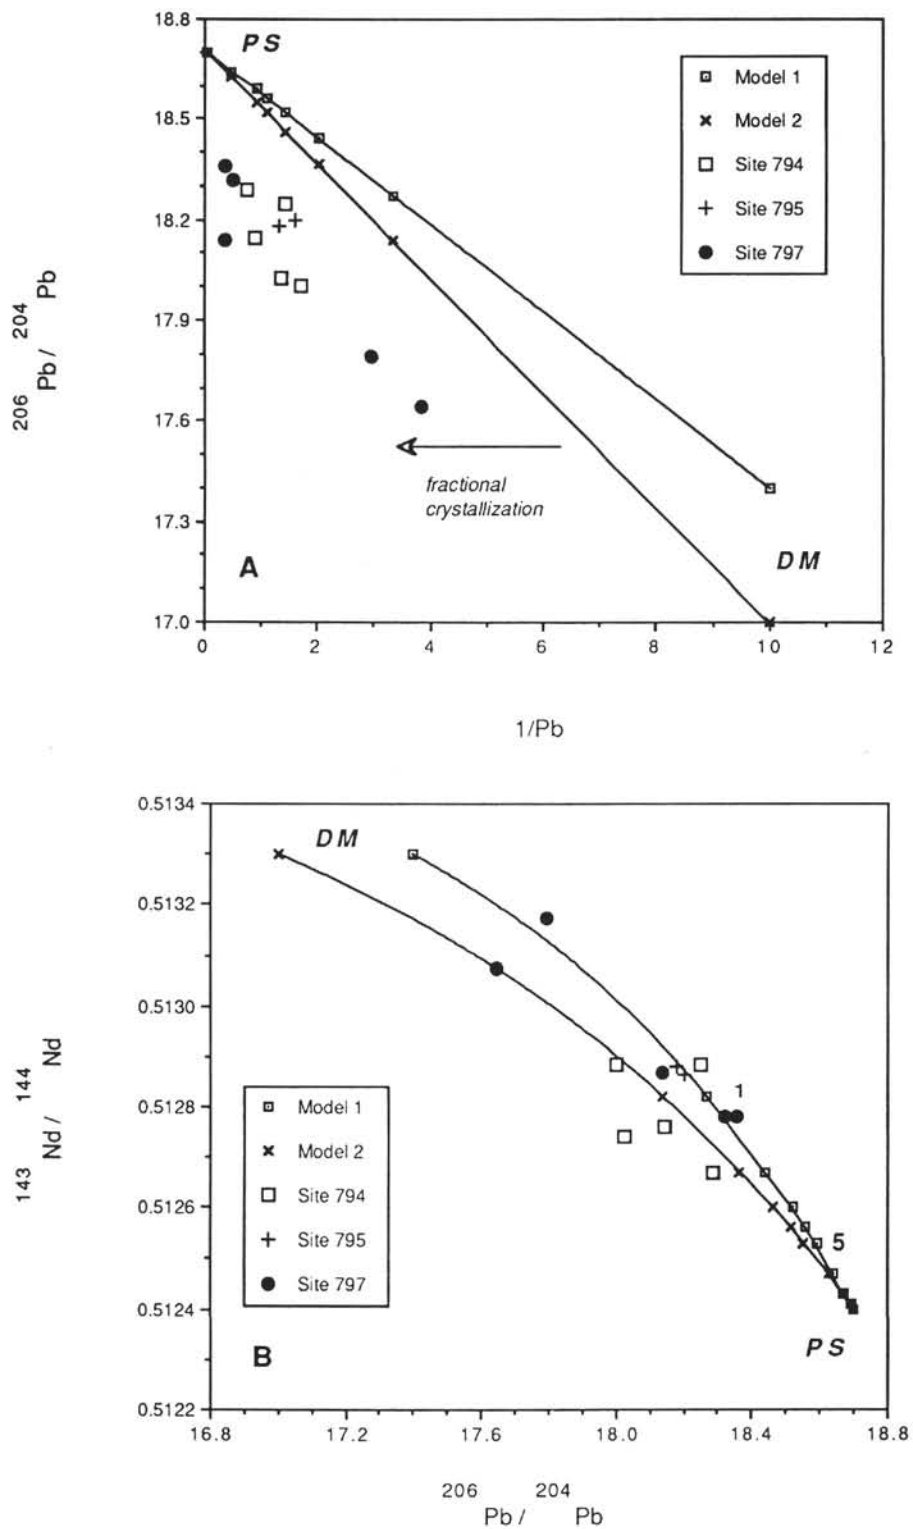 18.8
18.5
18.2
17.9
17.6
17.3
17.0
206 Pb / 204 Pb
PS
Model 1
Model 2
Site 794
Site 795
Site 797
fractional
crystallization
A
DM
0 2 4 6 8 10 12
1/Pb
0.5134
0.5132
0.5130
0.5128
0.5126
0.5124
0.5122
143 Nd / 144 Nd
DM
1
Model 1
Model 2
Site 794
Site 795
Site 797
5
PS
B
16.8 17.2 17.6 18.0 18.4 18.8
206 Pb / 204 Pb